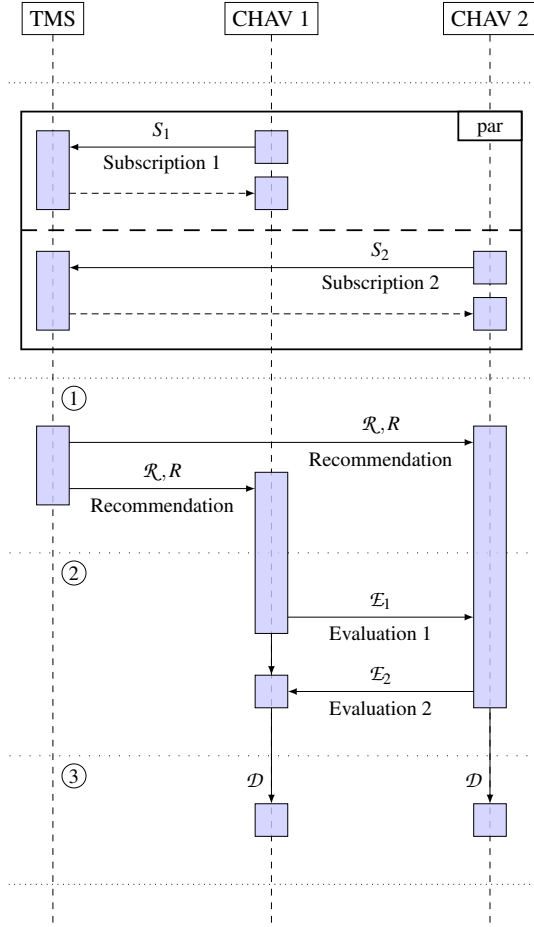 TMS CHAV 1 CHAV 2
par
S₁
Subscription 1
S₂
Subscription 2
①
ℛ, R
Recommendation
ℛ, R
Recommendation
②
ℰ₁
Evaluation 1
ℰ₂
Evaluation 2
③
𝒟 𝒟